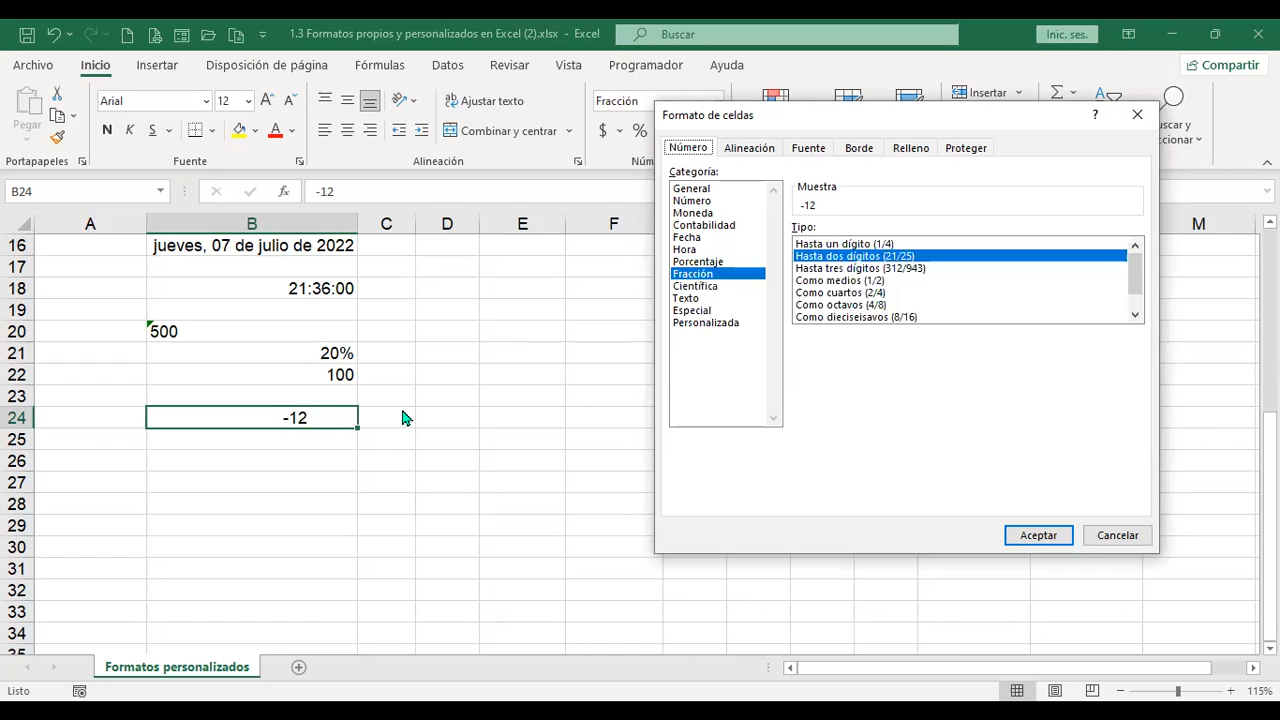 1.3 Formatos propios y personalizados en Excel (2).xlsx - Excel
Buscar
Inic. ses.
Archivo Inicio Insertar Disposición de página Fórmulas Datos Revisar Vista Programador Ayuda
Compartir
Pegar
Arial 12
N K S
Ajustar texto
Combinar y centrar
Fracción
$ %
Insertar
Portapapeles Fuente Alineación
B24
fx -12
A B C D E F M
16 jueves, 07 de julio de 2022
17
18 21:36:00
19
20 500
21 20%
22 100
23
24 -12
25
26
27
28
29
30
31
32
33
34
Formato de celdas
?
Número Alineación Fuente Borde Relleno Proteger
Categoría:
General
Número
Moneda
Contabilidad
Fecha
Hora
Porcentaje
Fracción
Científica
Texto
Especial
Personalizada
Muestra
-12
Tipo:
Hasta un dígito (1/4)
Hasta dos dígitos (21/25)
Hasta tres dígitos (312/943)
Como medios (1/2)
Como cuartos (2/4)
Como octavos (4/8)
Como dieciseisavos (8/16)
Aceptar Cancelar
Formatos personalizados
Listo
115%